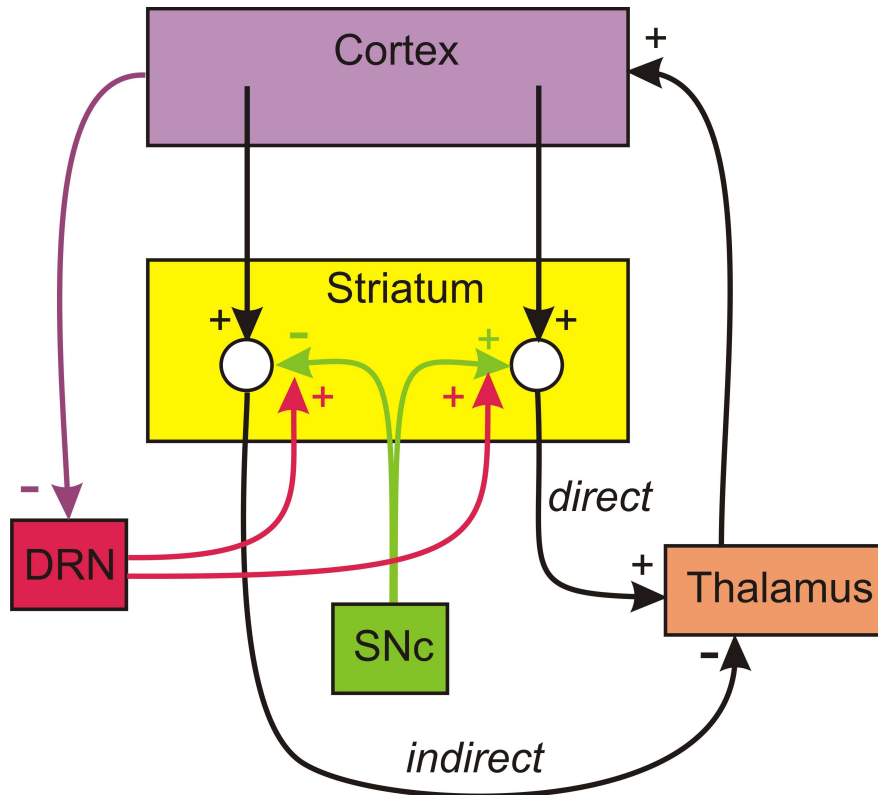 Cortex
+
Striatum
+
-
+
+
+
+
-
direct
DRN
+
Thalamus
SNc
-
indirect